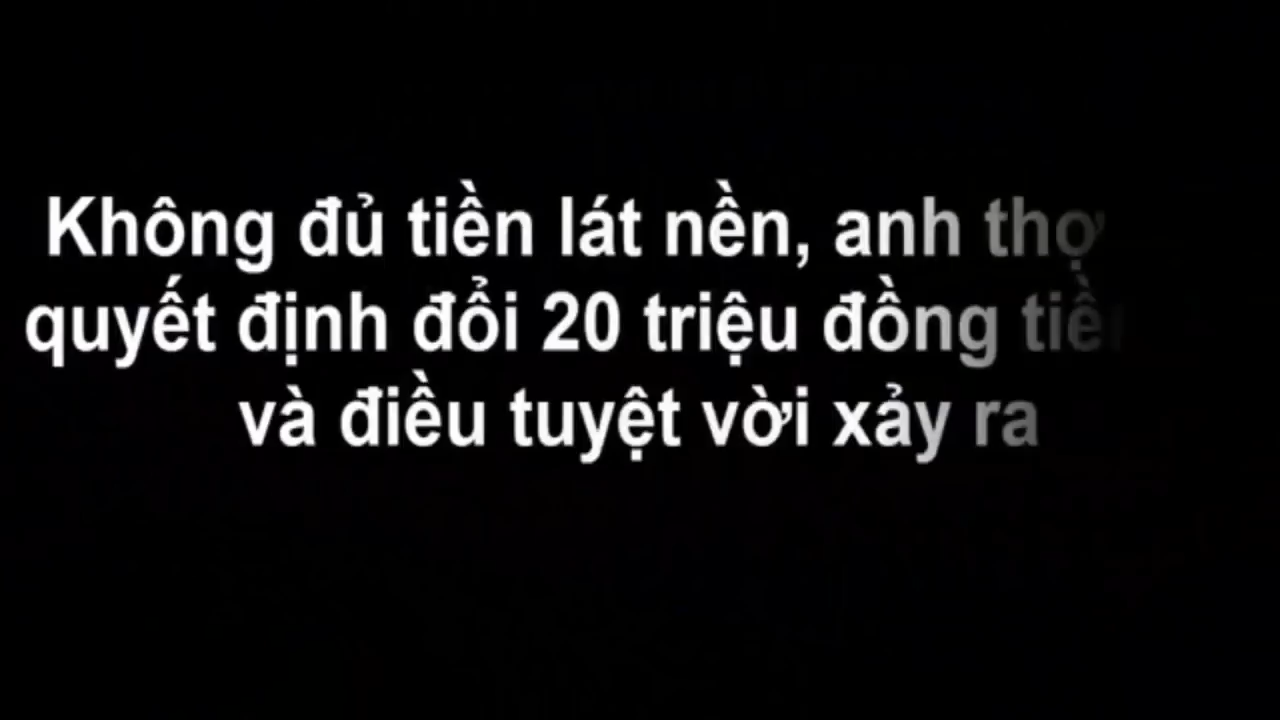 Không đủ tiền lát nền, anh thợ
quyết định đổi 20 triệu đồng tiền
và điều tuyệt vời xảy ra